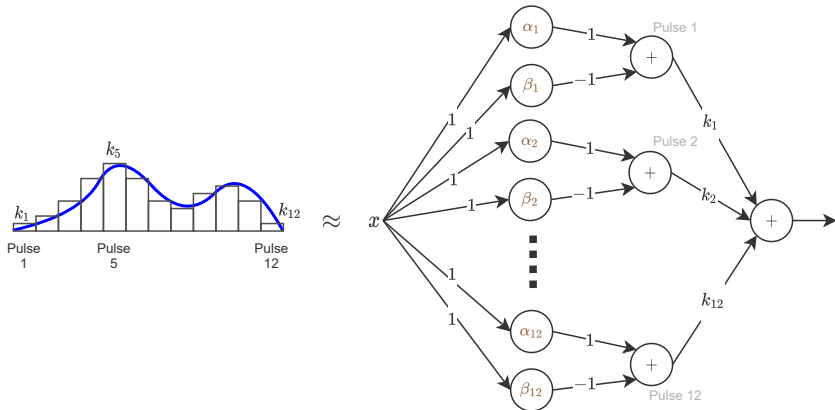 k₅
k₁
k₁₂
Pulse
1
Pulse
5
Pulse
12
≈
x
1
1
1
1
1
1
α₁
β₁
α₂
β₂
α₁₂
β₁₂
1
−1
1
−1
1
−1
Pulse 1
+
Pulse 2
+
+
Pulse 12
k₁
k₂
k₁₂
+